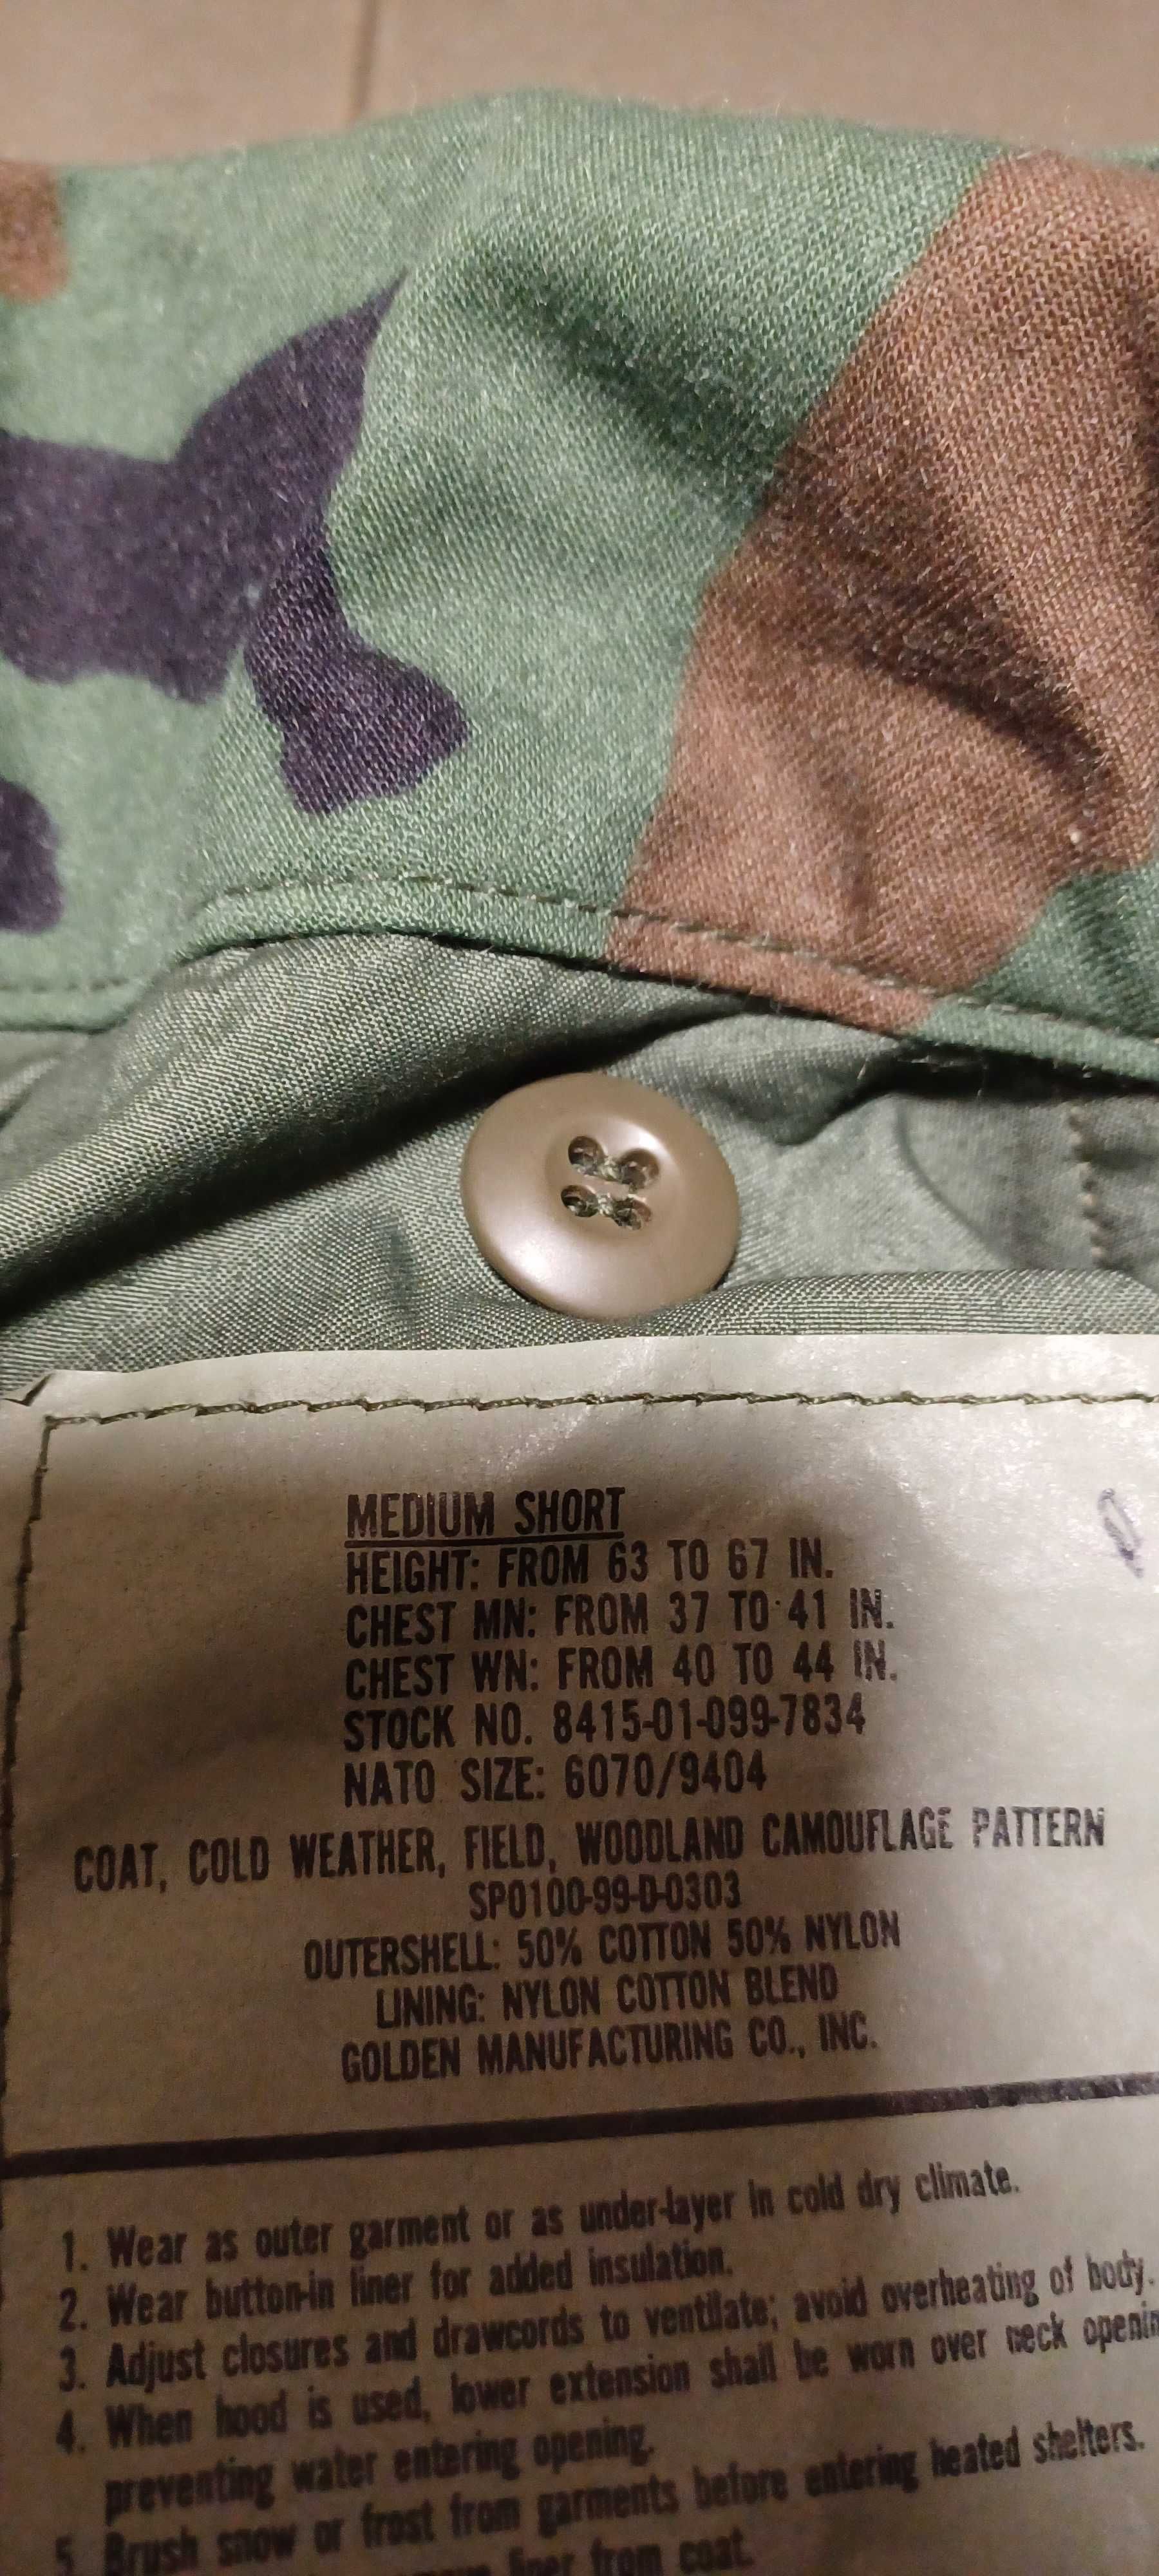 MEDIUM SHORT
HEIGHT: FROM 63 TO 67 IN.
CHEST MN: FROM 37 TO 41 IN.
CHEST WN: FROM 40 TO 44 IN.
STOCK NO. 8415-01-099-7834
NATO SIZE: 6070/9404
COAT, COLD WEATHER, FIELD, WOODLAND CAMOUFLAGE PATTERN
SP0100-99-D-0303
OUTERSHELL: 50% COTTON 50% NYLON
LINING: NYLON COTTON BLEND
GOLDEN MANUFACTURING CO., INC.
1. Wear as outer garment or as under-layer in cold dry climate.
2. Wear button-in liner for added insulation.
3. Adjust closures and drawcords to ventilate; avoid overheating of body.
4. When hood is used, lower extension shall be worn over neck
preventing water entering opening.
5 Brush snow or frost from garments before entering heated shelters.
liner from coat.